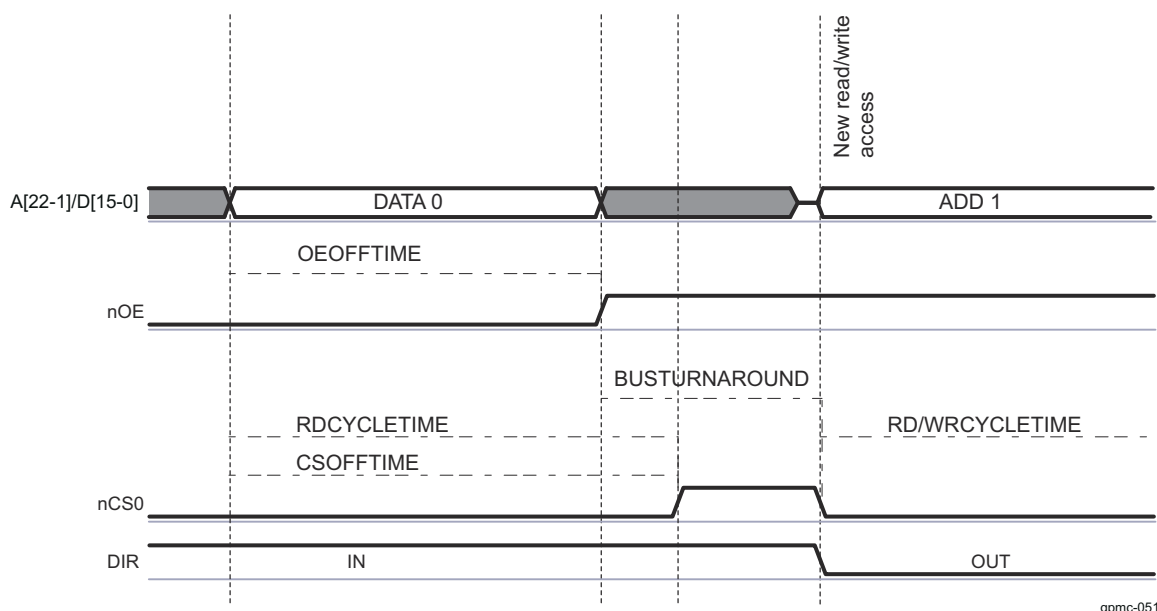 New read/write
access
A[22-1]/D[15-0]
DATA 0
ADD 1
OEOFFTIME
nOE
BUSTURNAROUND
RDCYCLETIME
RD/WRCYCLETIME
CSOFFTIME
nCS0
DIR
IN
OUT
gpmc-051